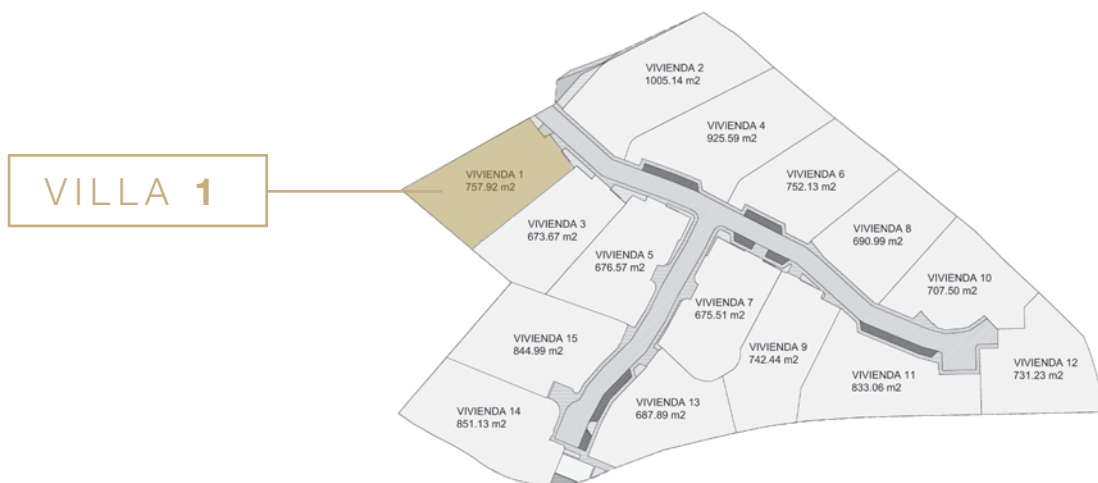 VIVIENDA 2
1005.14 m2
VIVIENDA 4
925.59 m2
VIVIENDA 1
757.92 m2
VILLA 1
VIVIENDA 6
752.13 m2
VIVIENDA 3
673.67 m2
VIVIENDA 8
690.99 m2
VIVIENDA 5
676.57 m2
VIVIENDA 10
707.50 m2
VIVIENDA 7
675.51 m2
VIVIENDA 15
844.99 m2
VIVIENDA 9
742.44 m2
VIVIENDA 12
731.23 m2
VIVIENDA 11
833.06 m2
VIVIENDA 13
687.89 m2
VIVIENDA 14
851.13 m2